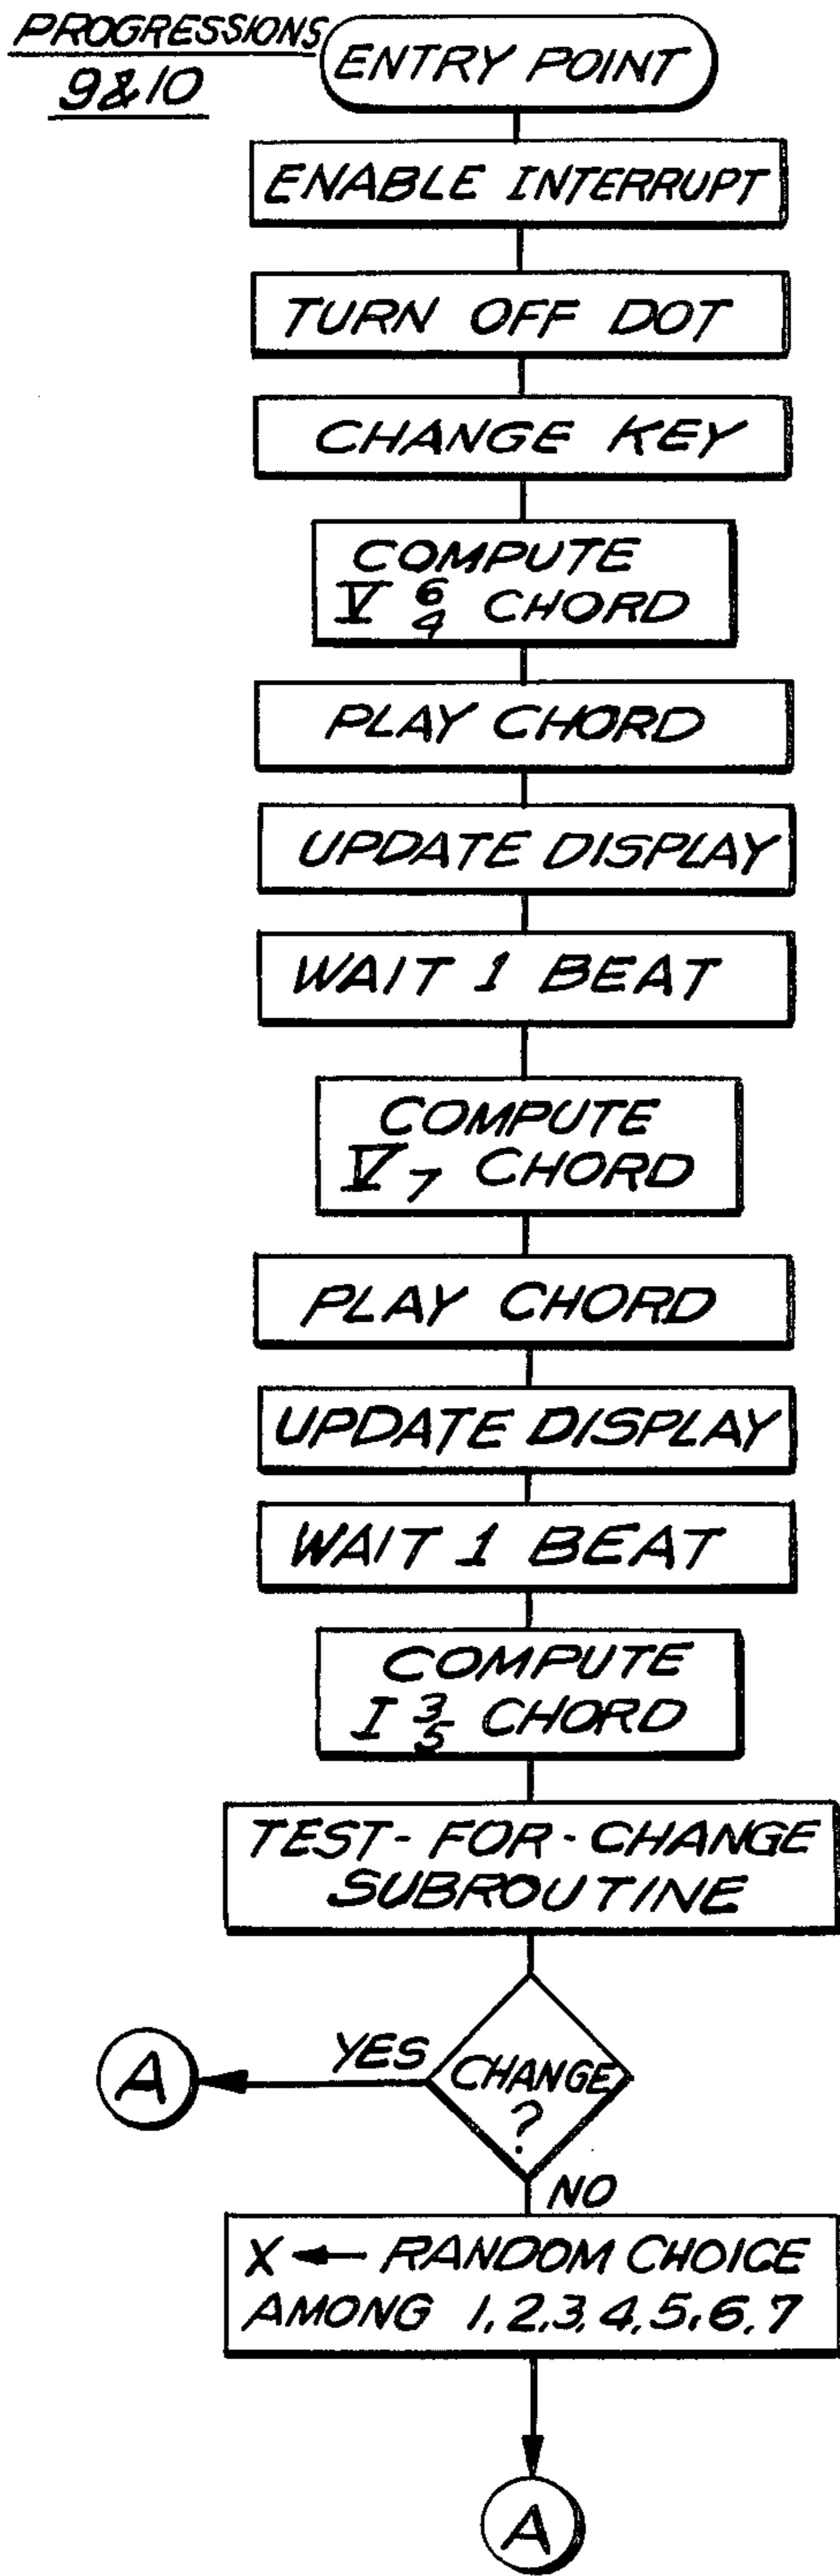 PROGRESSIONS
9&10
ENTRY POINT
ENABLE INTERRUPT
TURN OFF DOT
CHANGE KEY
COMPUTE
V 6/4 CHORD
PLAY CHORD
UPDATE DISPLAY
WAIT 1 BEAT
COMPUTE
V7 CHORD
PLAY CHORD
UPDATE DISPLAY
WAIT 1 BEAT
COMPUTE
I 3/5 CHORD
TEST-FOR-CHANGE
SUBROUTINE
CHANGE
?
YES
A
NO
X ← RANDOM CHOICE
AMONG 1,2,3,4,5,6,7
A